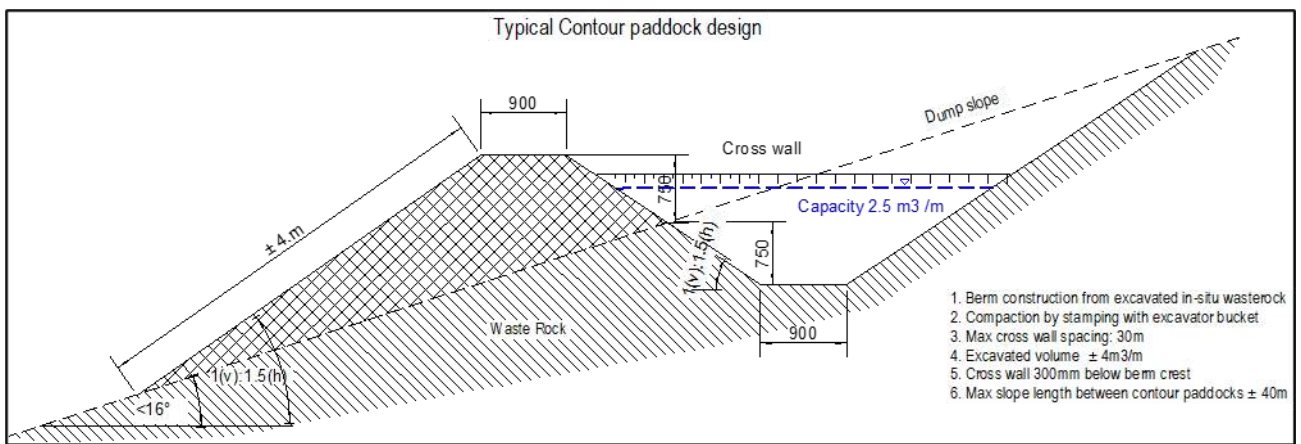 Typical Contour paddock design
900
Dump slope
Cross wall
750
Capacity 2.5 m3 /m
± 4.m
1(v):1.5(h)
750
Waste Rock
900
1(v):1.5(h)
<16°
1. Berm construction from excavated in-situ wasterock
2. Compaction by stamping with excavator bucket
3. Max cross wall spacing: 30m
4. Excavated volume ± 4m3/m
5. Cross wall 300mm below berm crest
6. Max slope length between contour paddocks ± 40m